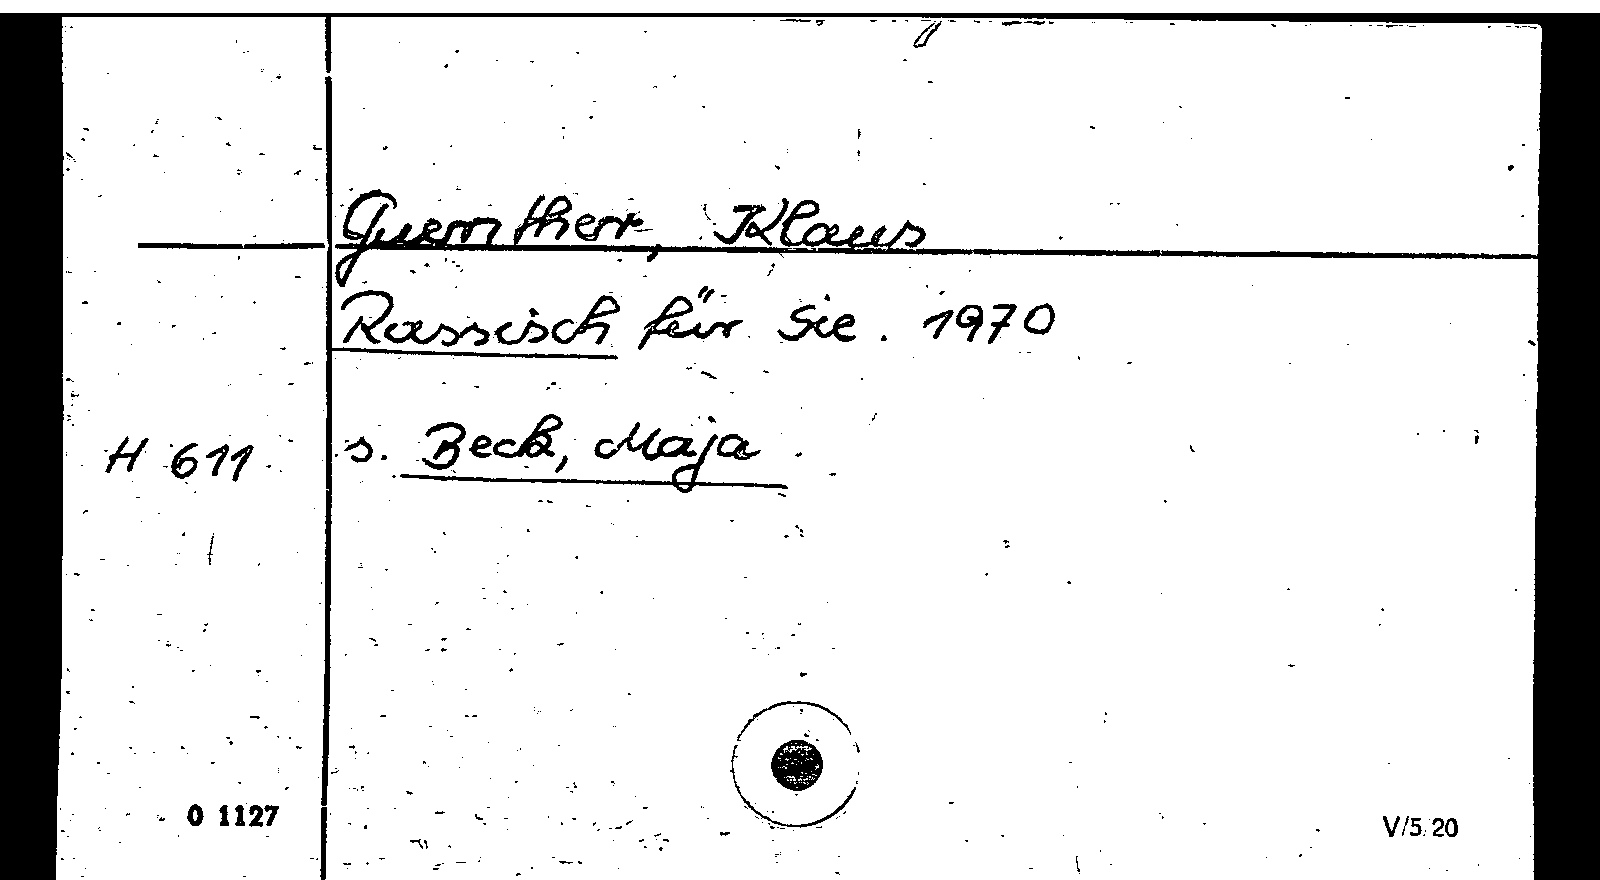 Guenther, Klaus
Russisch für Sie. 1970
H 611 s. Beck, Maja
0 1127
V/5 20